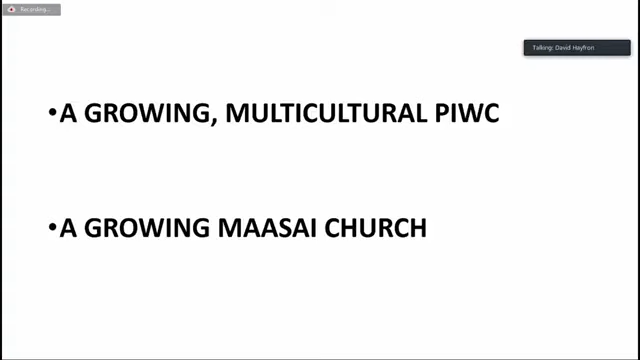 Recording...
Talking: David Hayfron
•A GROWING, MULTICULTURAL PIWC
•A GROWING MAASAI CHURCH